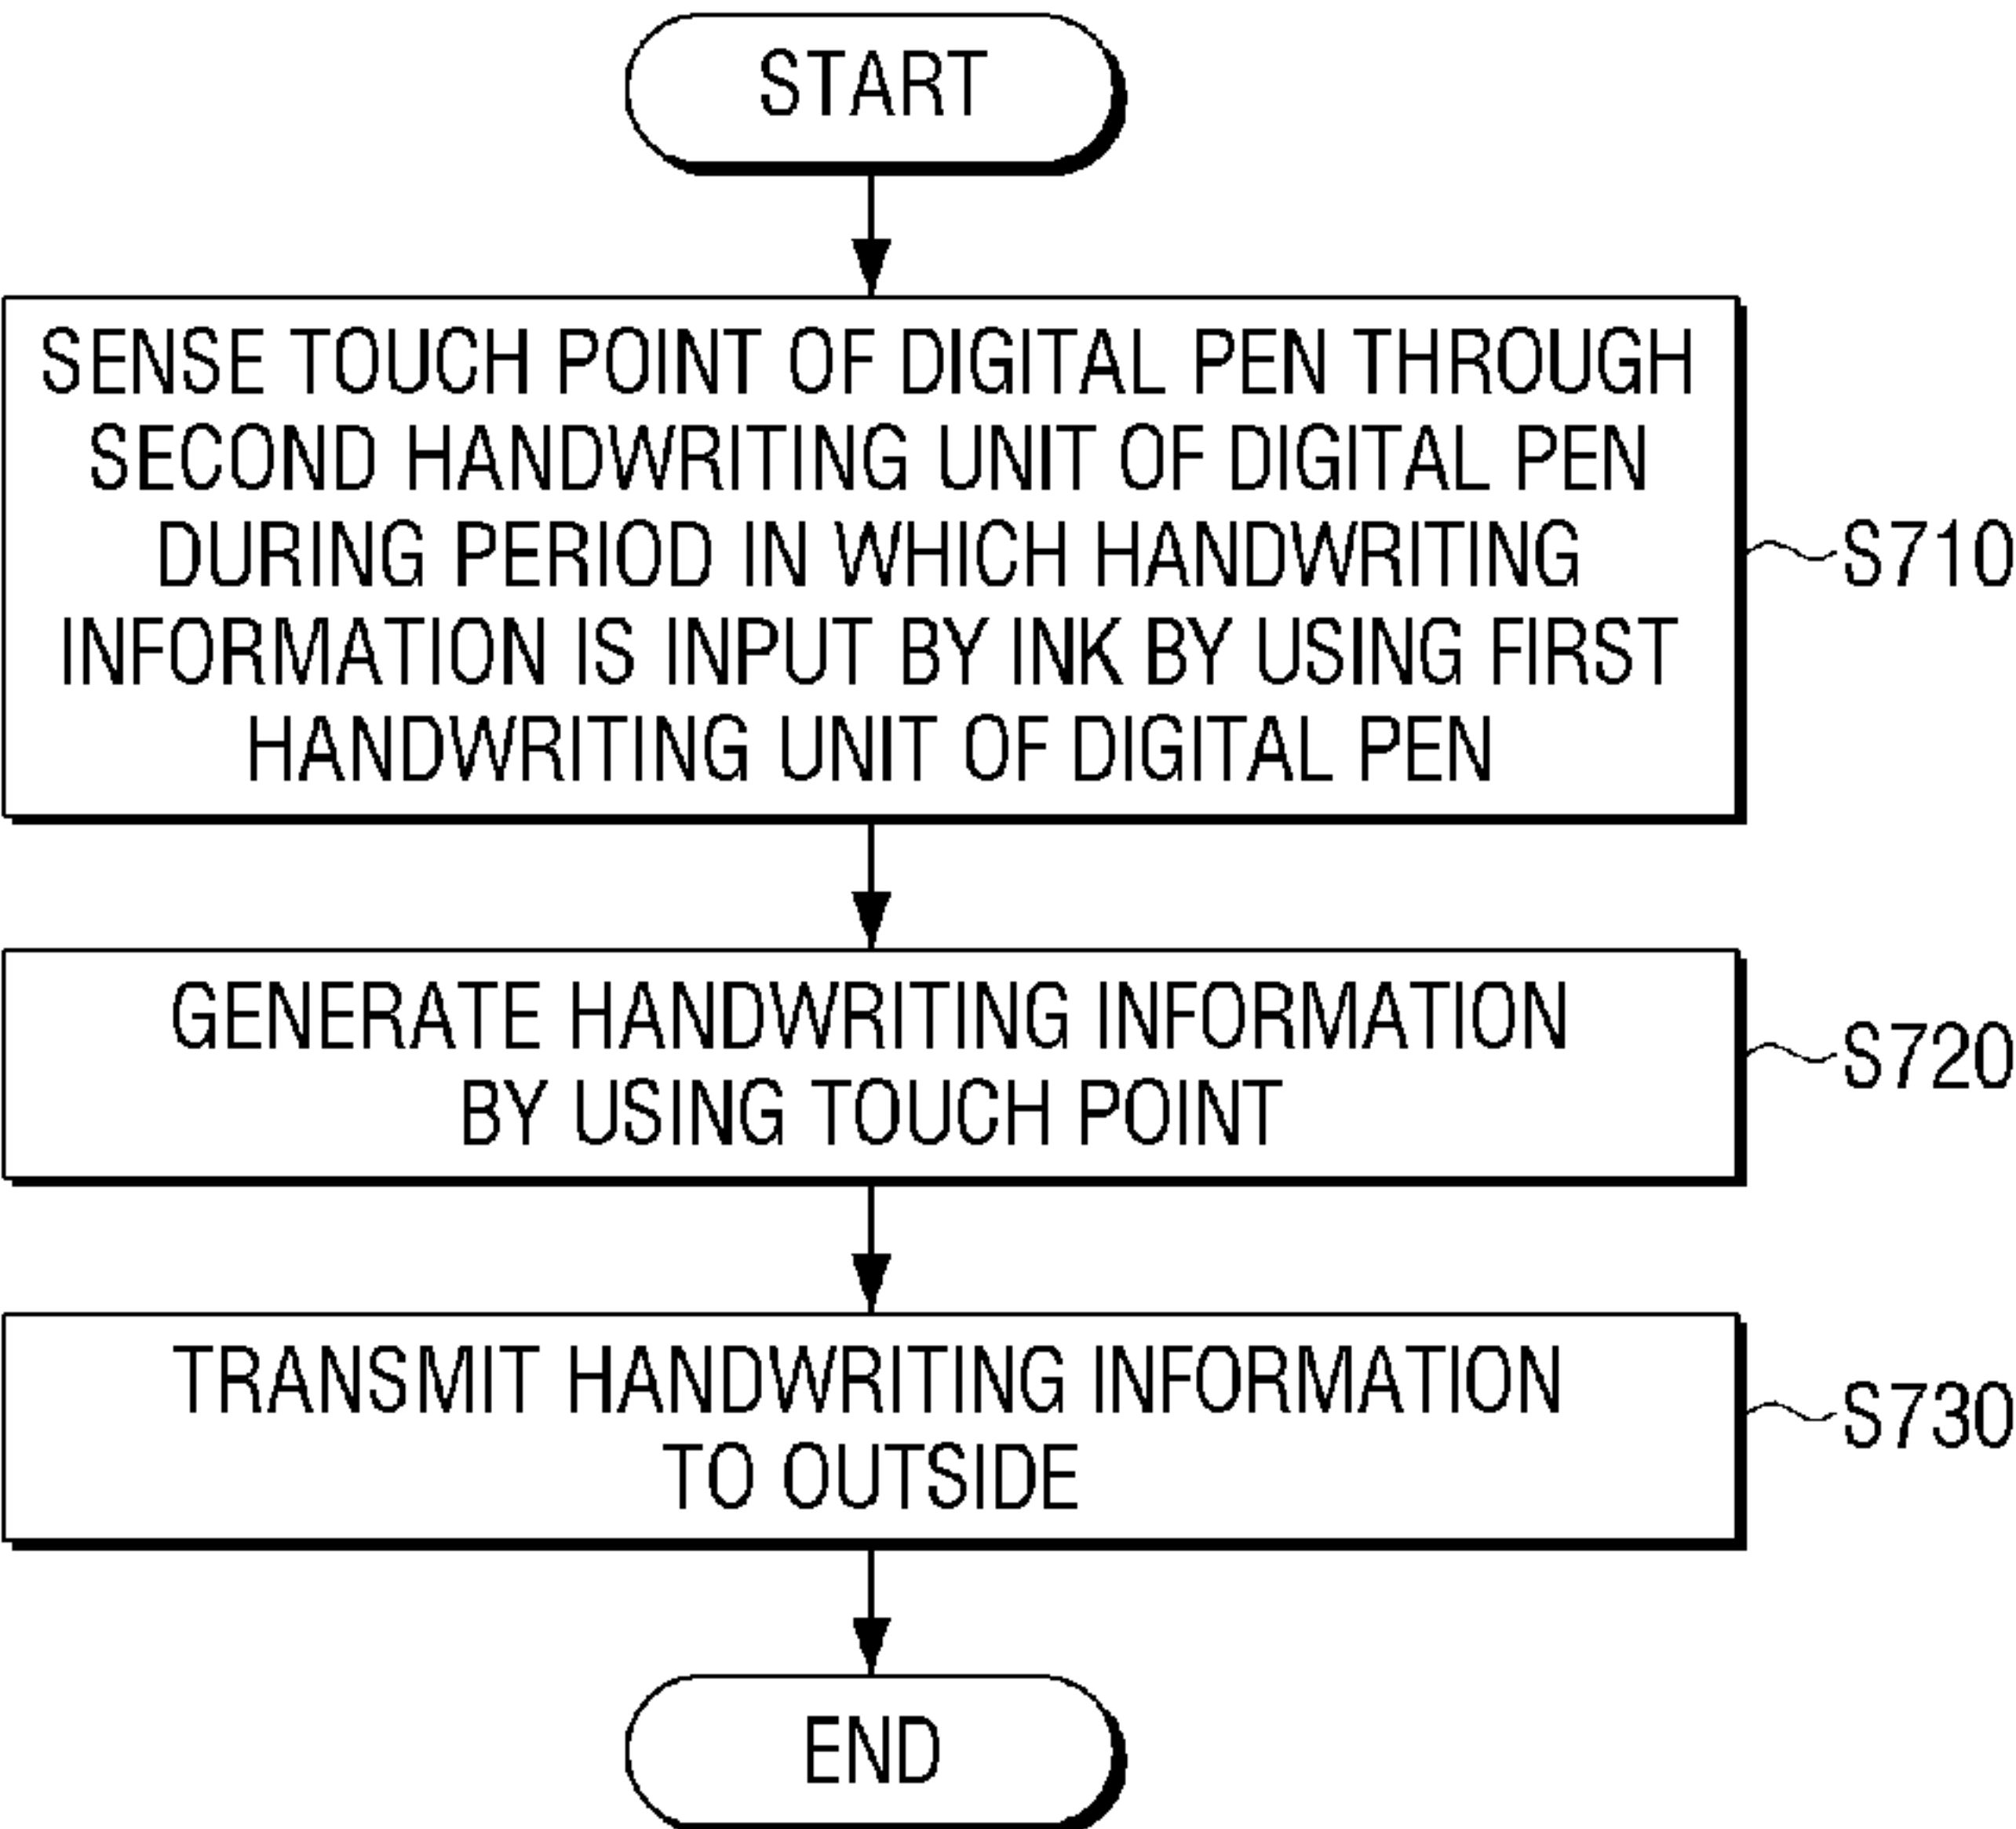 START
SENSE TOUCH POINT OF DIGITAL PEN THROUGH
SECOND HANDWRITING UNIT OF DIGITAL PEN
DURING PERIOD IN WHICH HANDWRITING
INFORMATION IS INPUT BY INK BY USING FIRST
HANDWRITING UNIT OF DIGITAL PEN
S710
GENERATE HANDWRITING INFORMATION
BY USING TOUCH POINT
S720
TRANSMIT HANDWRITING INFORMATION
TO OUTSIDE
S730
END